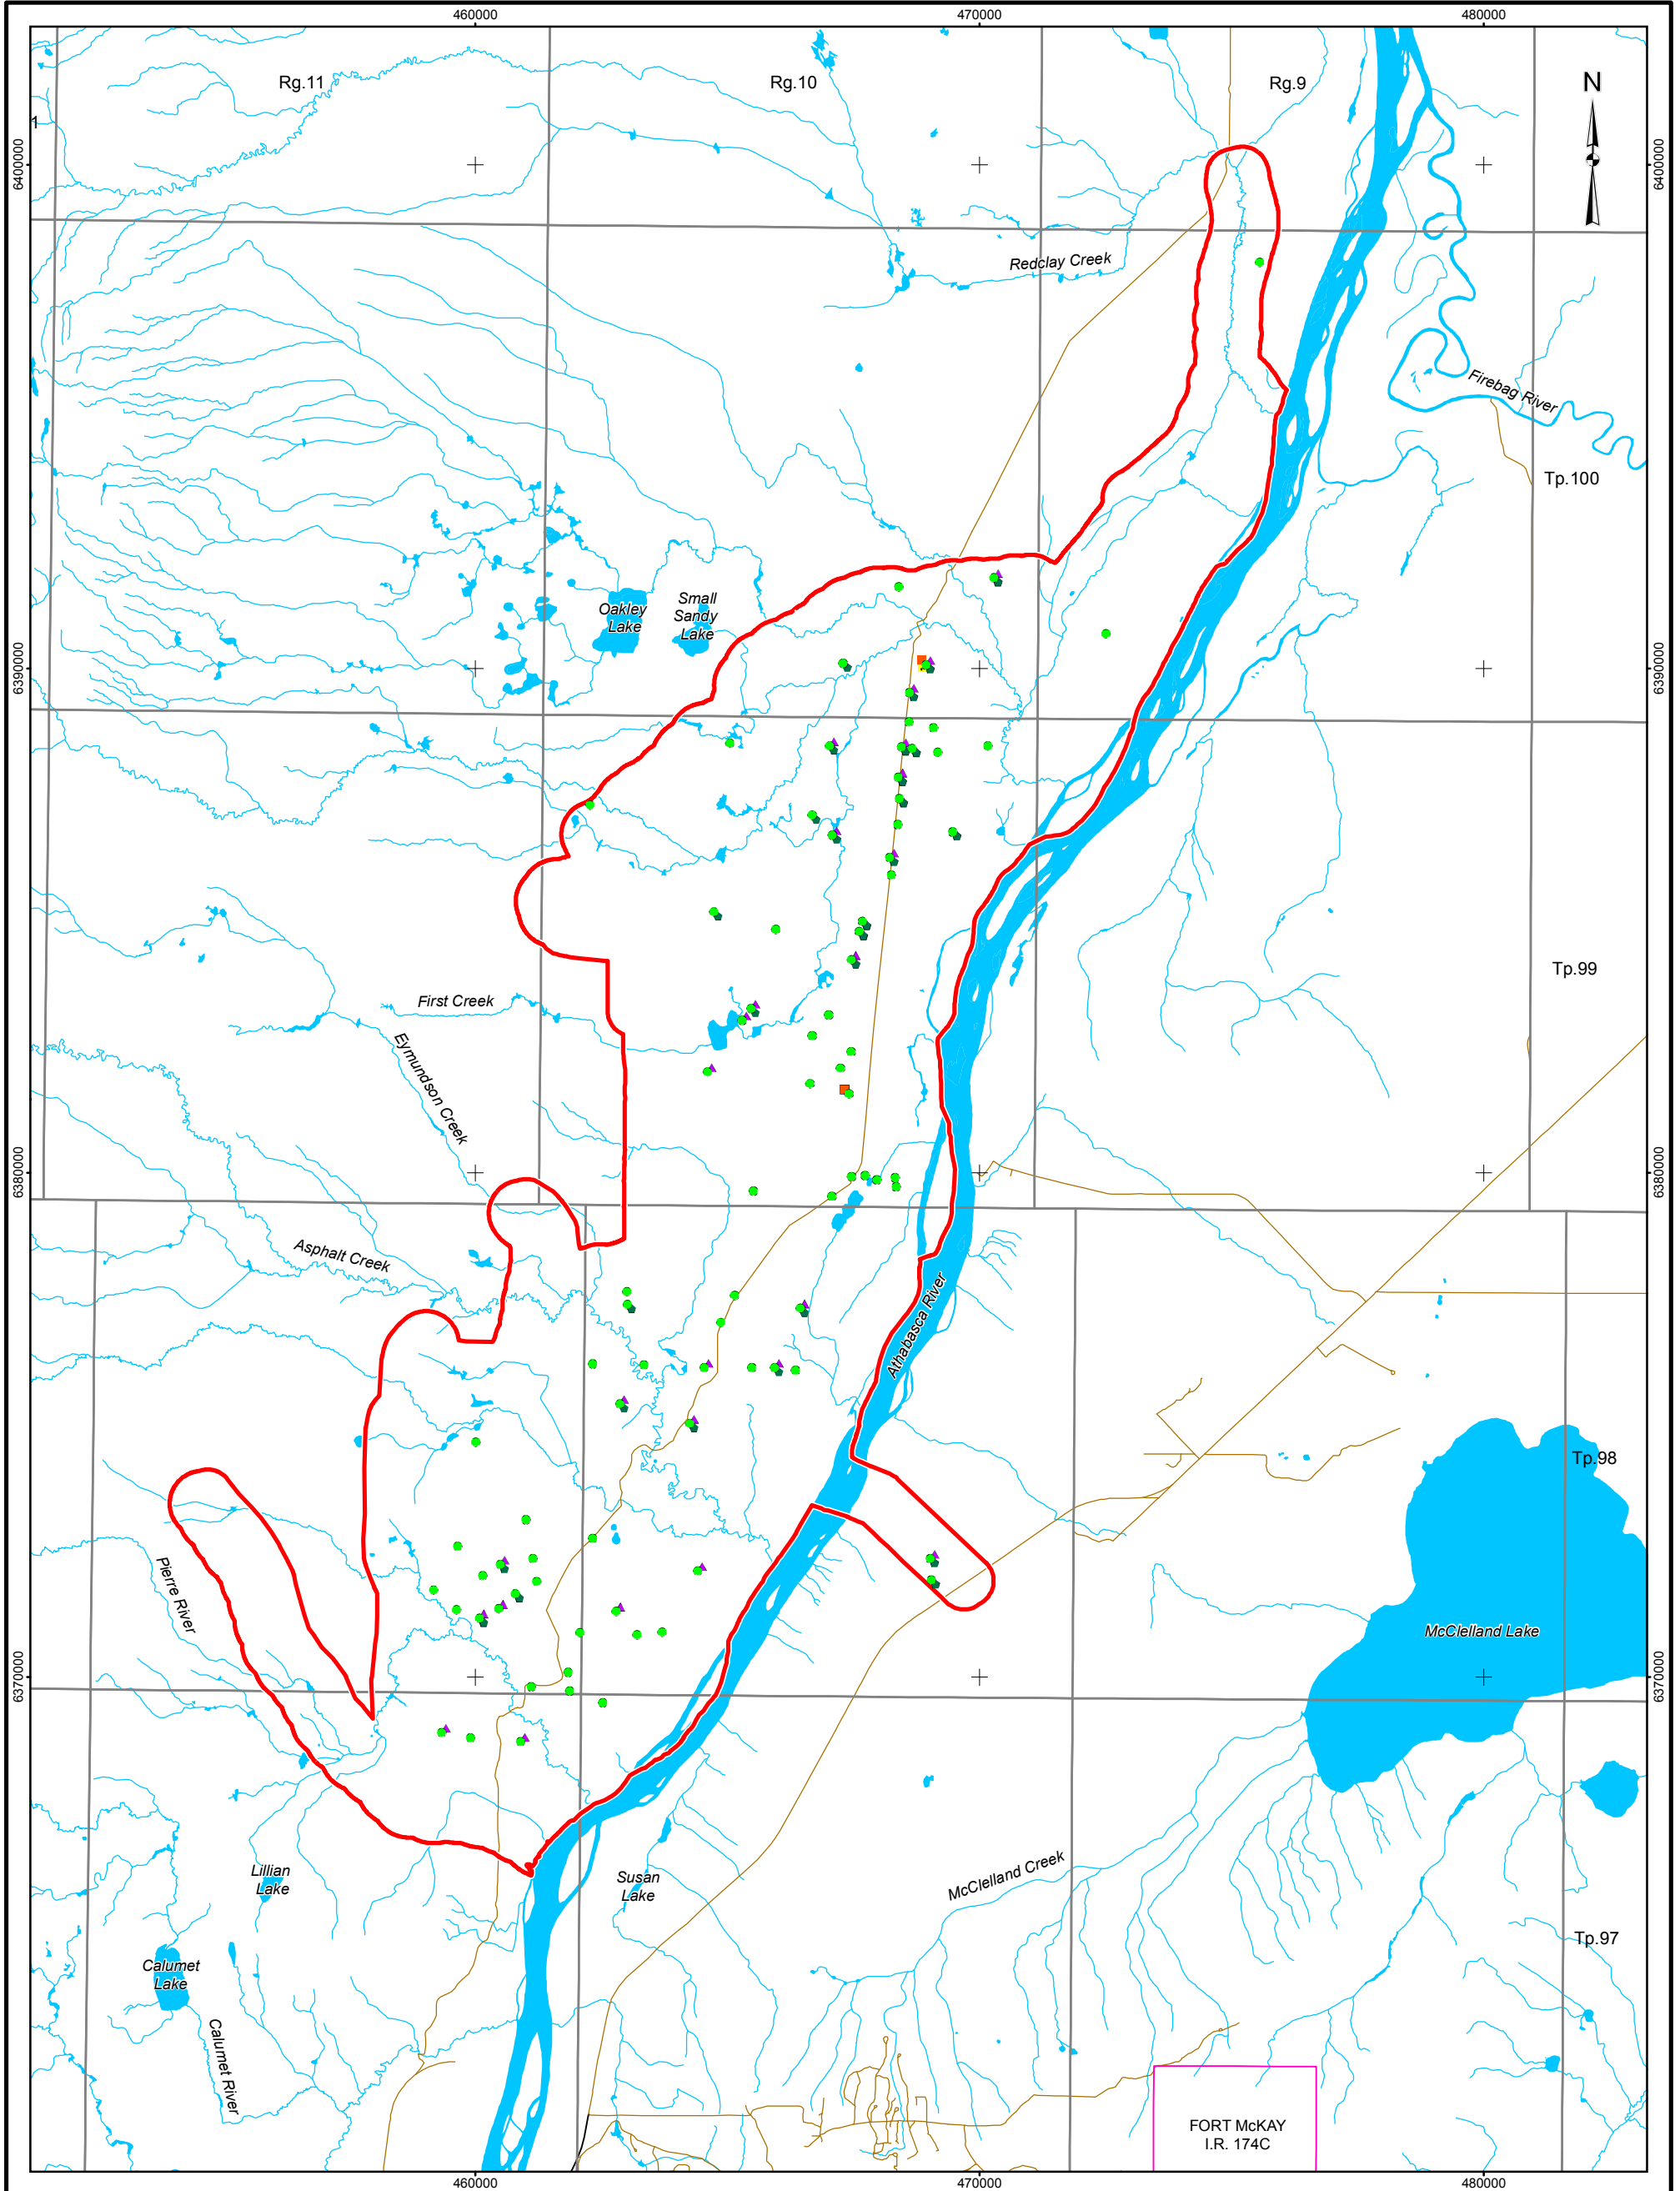 460000
470000
480000
Rg.11
Rg.10
Rg.9
N
1
6400000
6400000
Redclay Creek
Firebag River
Tp.100
Oakley
Lake
Small
Sandy
Lake
6390000
6390000
Tp.99
First Creek
Eymundson Creek
6380000
6380000
Asphalt Creek
Athabasca River
Tp.98
Pierre River
McClelland Lake
6370000
6370000
Lillian
Lake
Susan
Lake
McClelland Creek
Tp.97
Calumet
Lake
Calumet River
FORT McKAY
I.R. 174C
460000
470000
480000